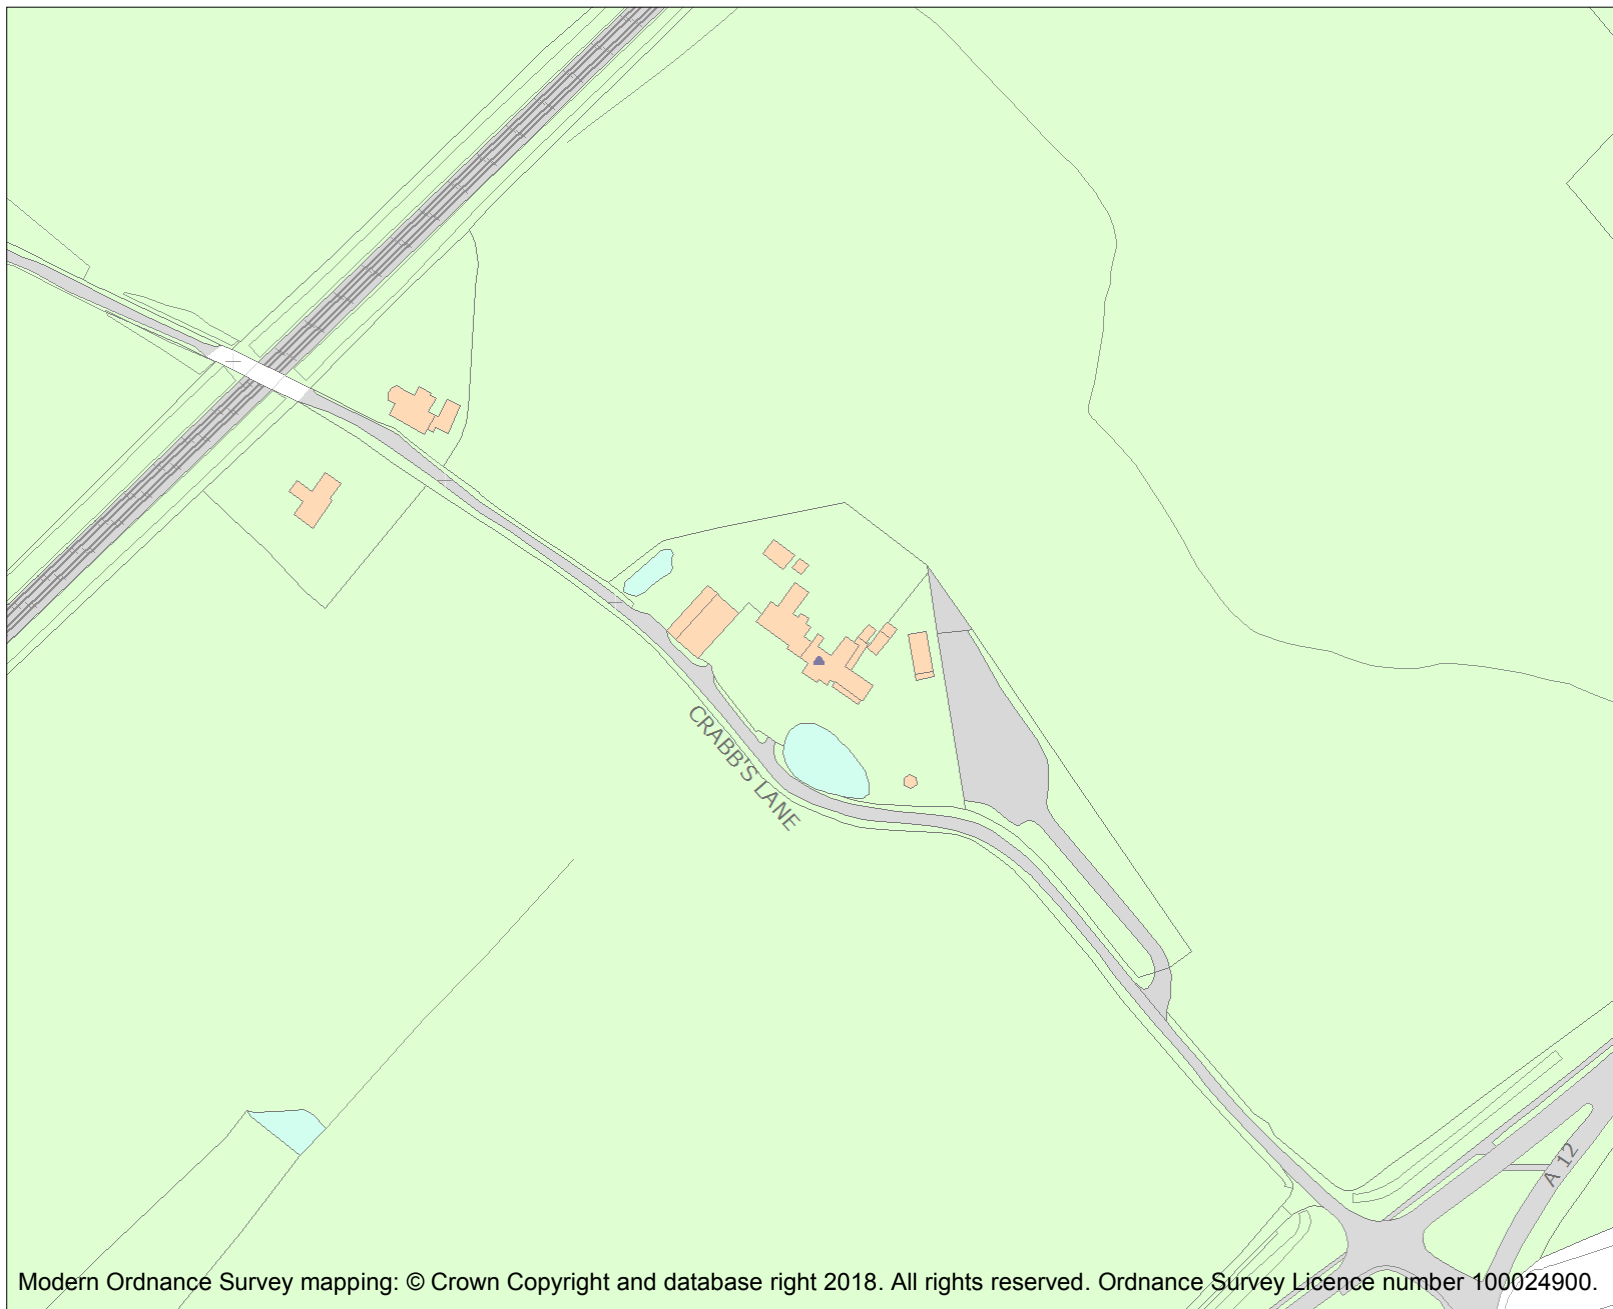 CRABB'S LANE
A 12
Modern Ordnance Survey mapping: © Crown Copyright and database right 2018. All rights reserved. Ordnance Survey Licence number 100024900.